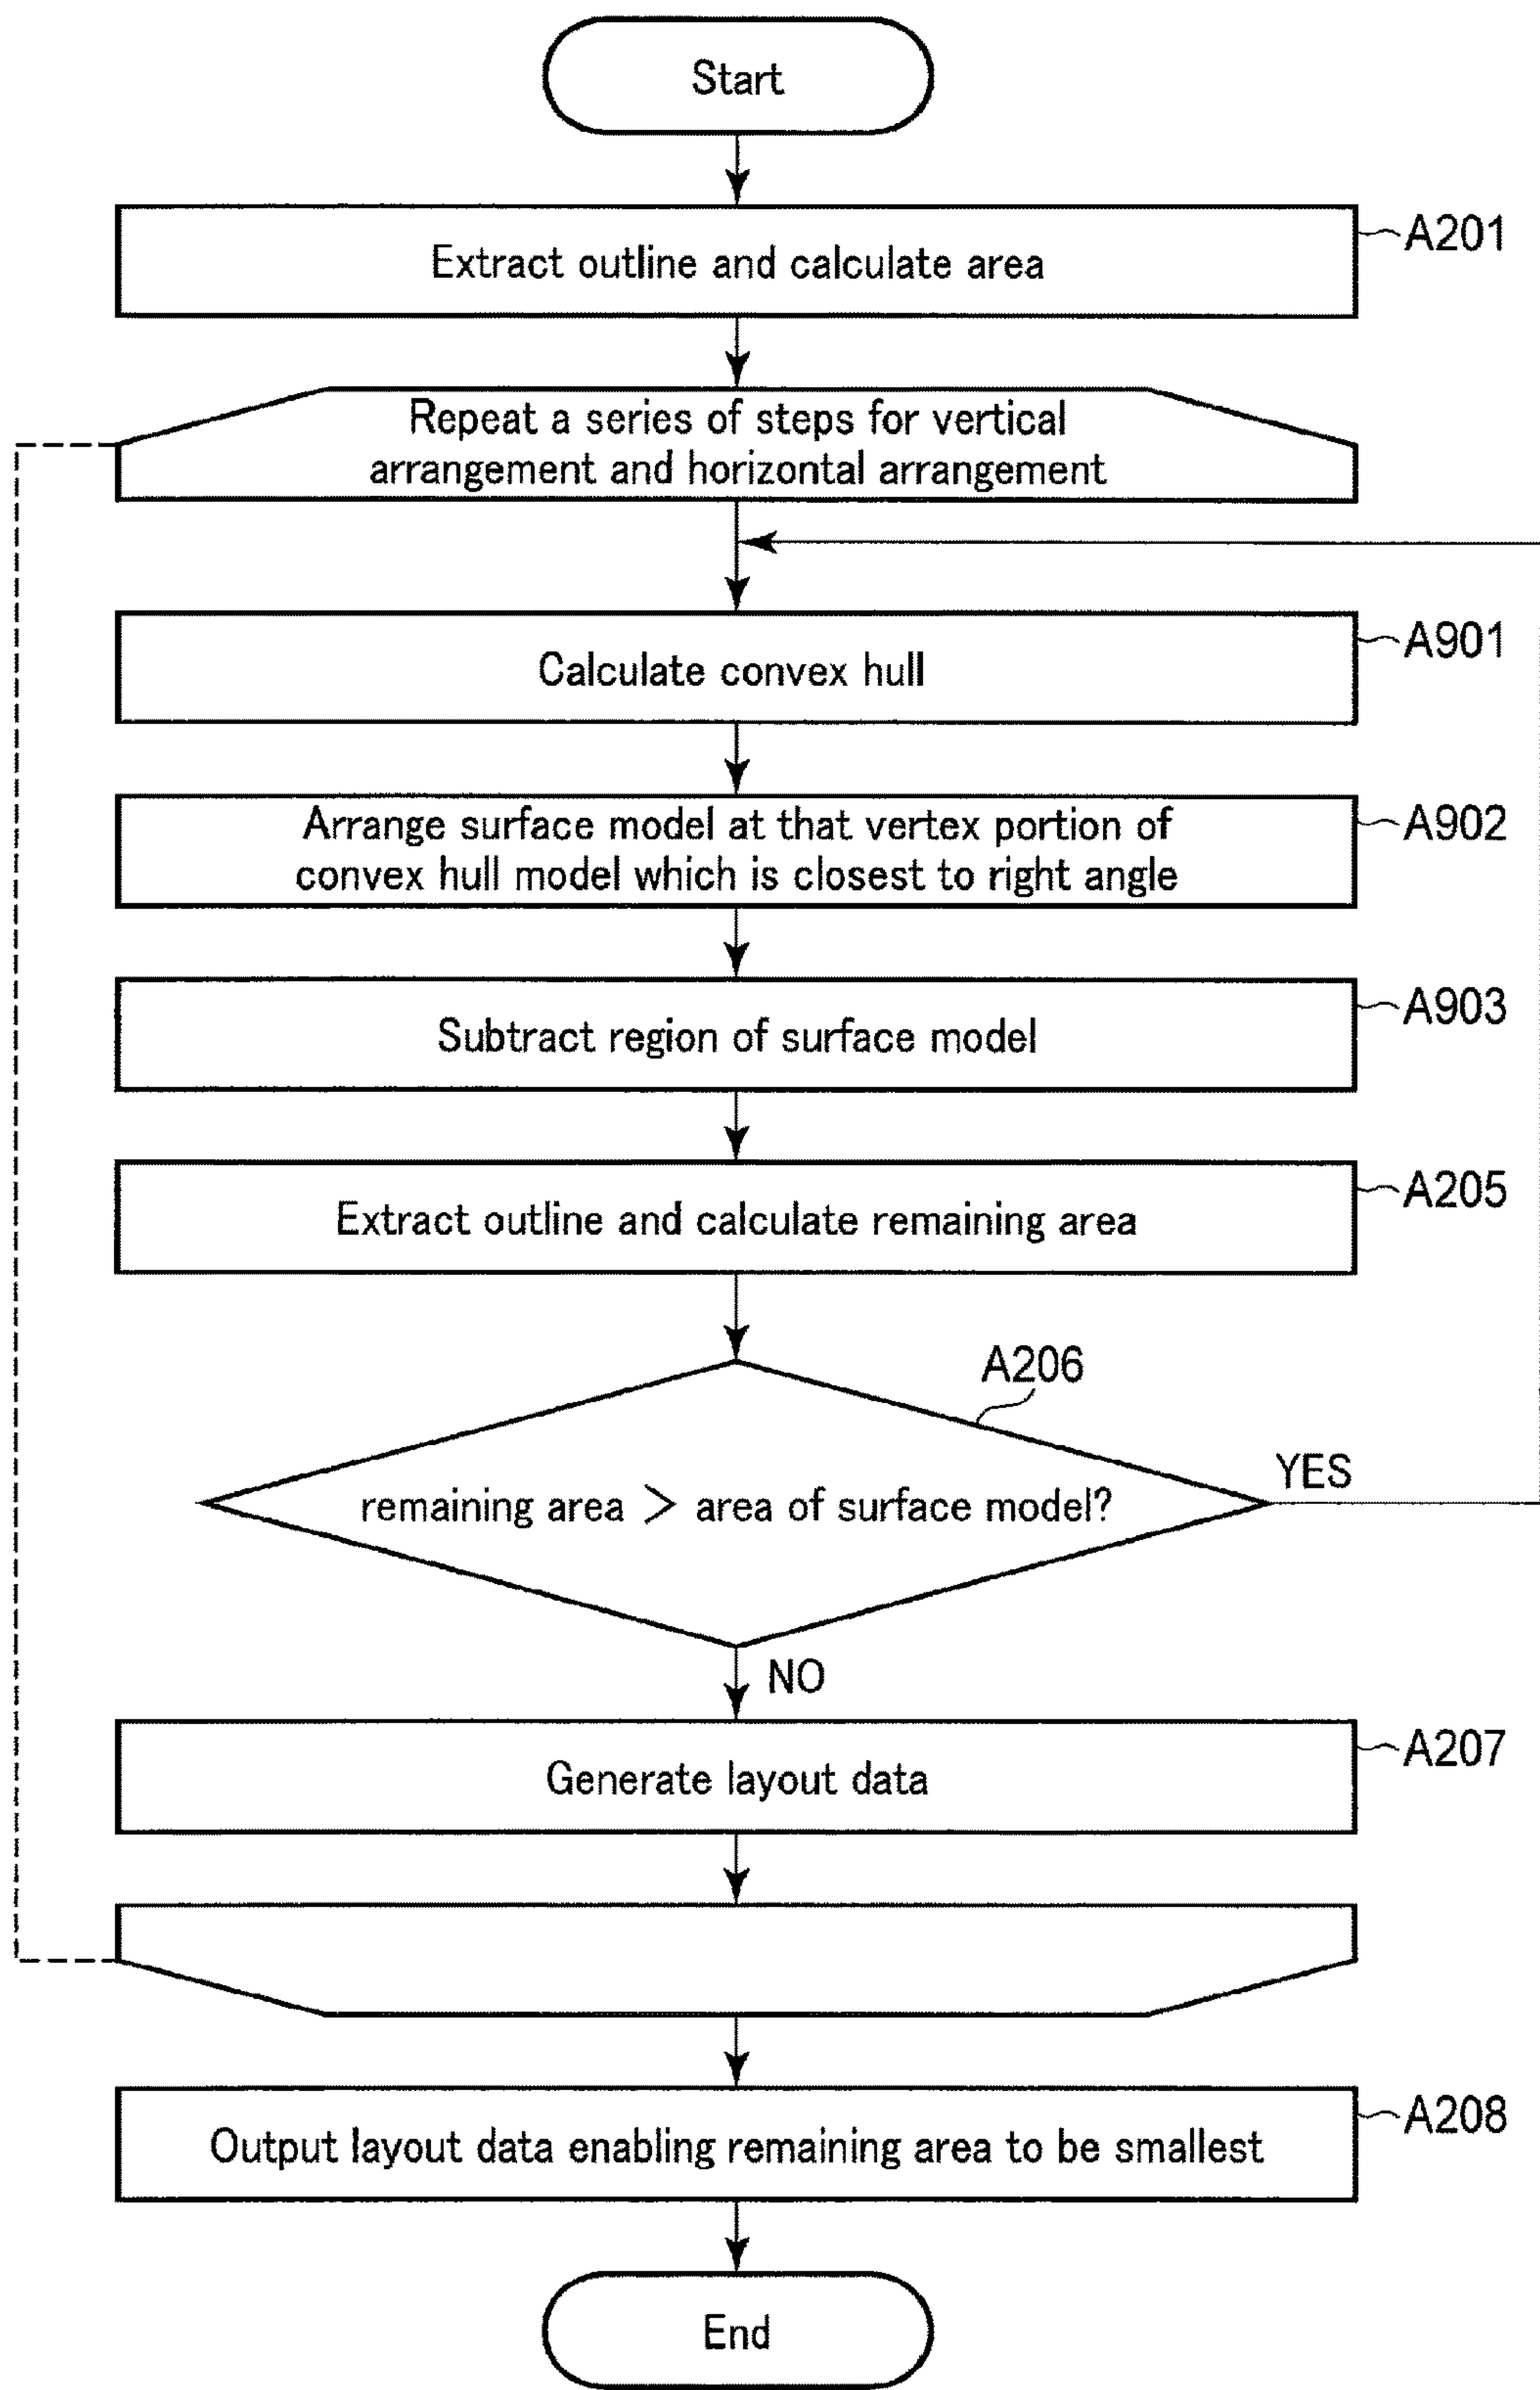 Start
Extract outline and calculate area
A201
Repeat a series of steps for vertical
arrangement and horizontal arrangement
Calculate convex hull
A901
Arrange surface model at that vertex portion of
convex hull model which is closest to right angle
A902
Subtract region of surface model
A903
Extract outline and calculate remaining area
A205
A206
remaining area > area of surface model?
YES
NO
Generate layout data
A207
Output layout data enabling remaining area to be smallest
A208
End